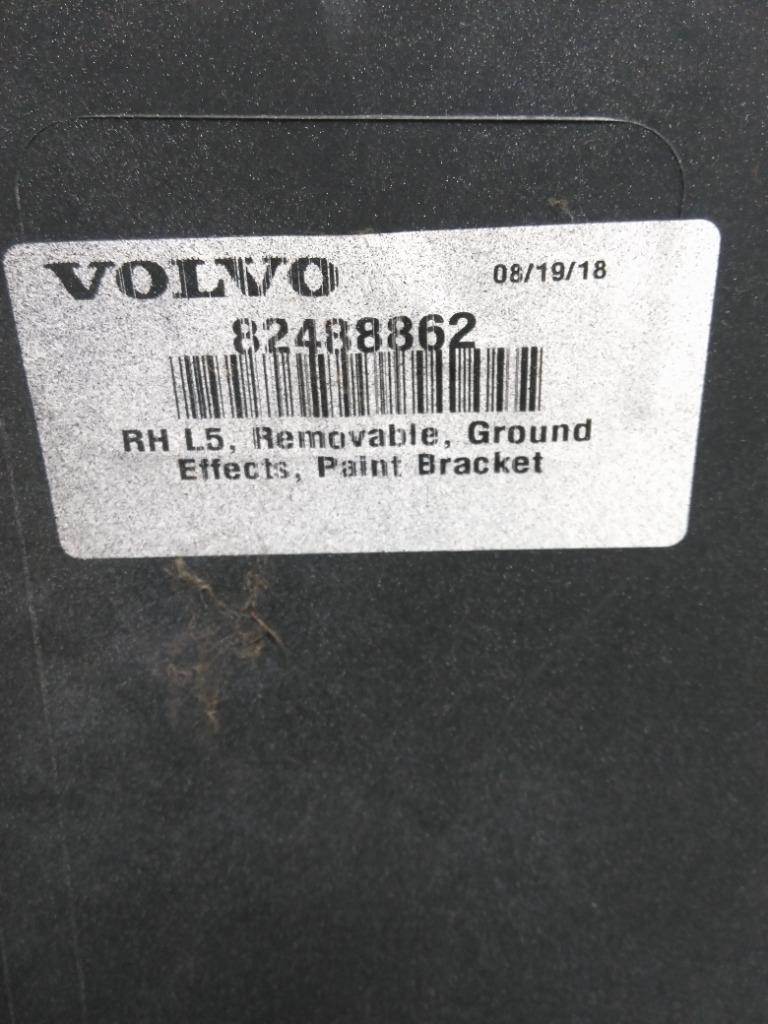 VOLVO 08/19/18
82488862
RH L5, Removable, Ground
Effects, Paint Bracket